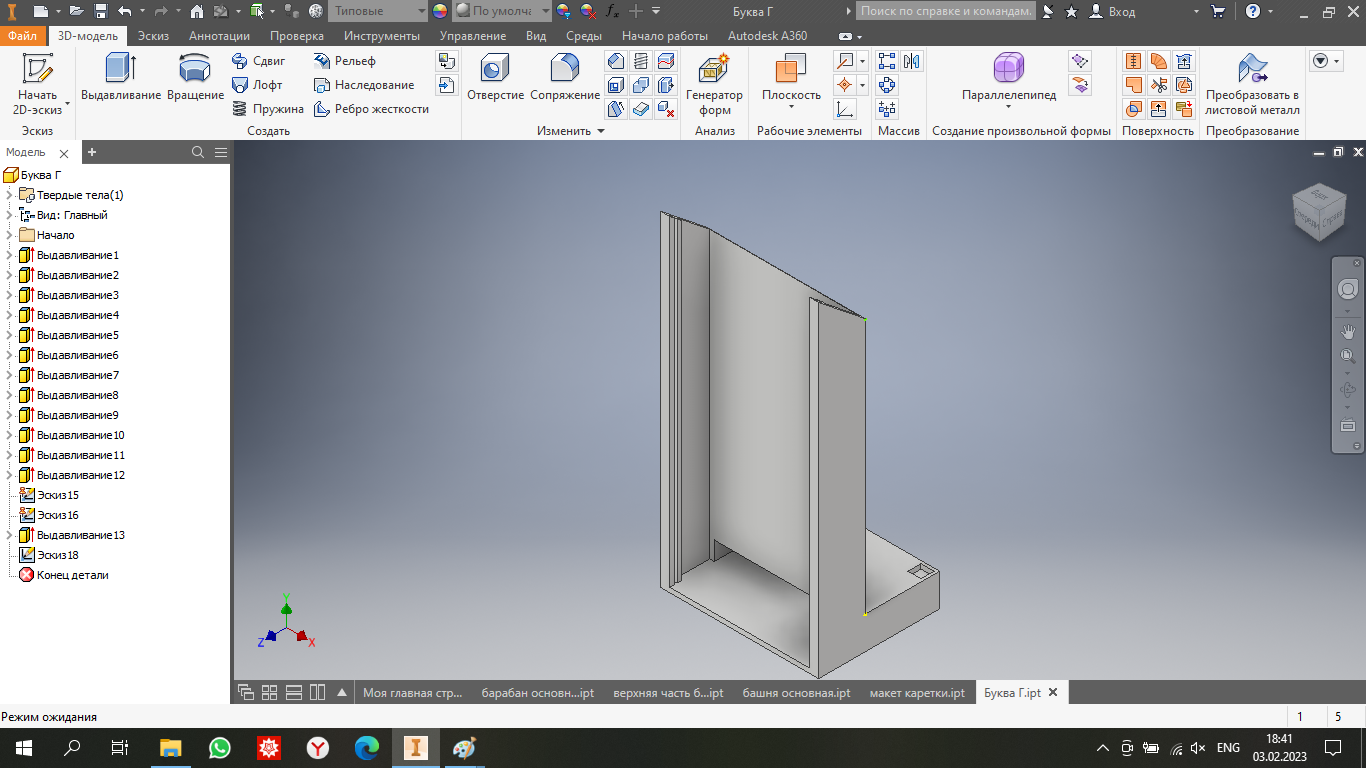 Типовые
По умолча
Буква Г
Поиск по справке и командам.
Вход
Файл
3D-модель
Эскиз
Аннотации
Проверка
Инструменты
Управление
Вид
Среды
Начало работы
Autodesk A360
Начать
2D-эскиз
Выдавливание
Вращение
Сдвиг
Лофт
Пружина
Рельеф
Наследование
Ребро жесткости
Отверстие
Сопряжение
Генератор
форм
Плоскость
Параллелепипед
Преобразовать в
листовой металл
Эскиз
Создать
Изменить
Анализ
Рабочие элементы
Массив
Создание произвольной формы
Поверхность
Преобразование
Модель
Буква Г
Твердые тела(1)
Вид: Главный
Начало
Выдавливание1
Выдавливание2
Выдавливание3
Выдавливание4
Выдавливание5
Выдавливание6
Выдавливание7
Выдавливание8
Выдавливание9
Выдавливание10
Выдавливание11
Выдавливание12
Эскиз15
Эскиз16
Выдавливание13
Эскиз18
Конец детали
Y
Z
X
Моя главная стр...
барабан основн...ipt
верхняя часть б...ipt
башня основная.ipt
макет каретки.ipt
Буква Г.ipt
Режим ожидания
1
5
ENG
18:41
03.02.2023